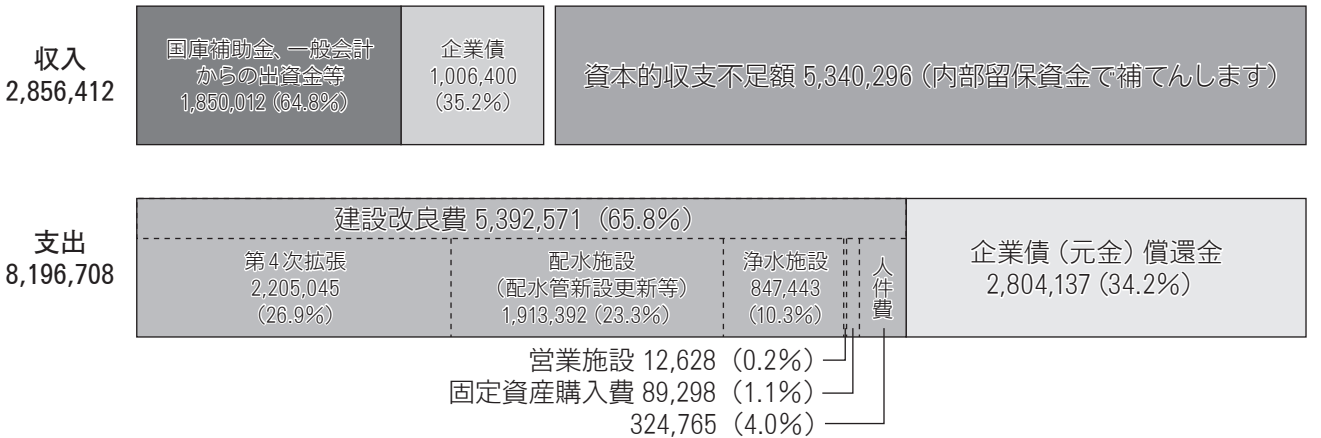 収入
2,856,412
国庫補助金、一般会計
からの出資金等
1,850,012（64.8%）
企業債
1,006,400
（35.2%）
資本的収支不足額 5,340,296（内部留保資金で補てんします）
支出
8,196,708
建設改良費 5,392,571（65.8%）
第4次拡張
2,205,045
（26.9%）
配水施設
（配水管新設更新等）
1,913,392（23.3%）
浄水施設
847,443
（10.3%）
人件費
企業債（元金）償還金
2,804,137（34.2%）
営業施設 12,628（0.2%）
固定資産購入費 89,298（1.1%）
324,765（4.0%）